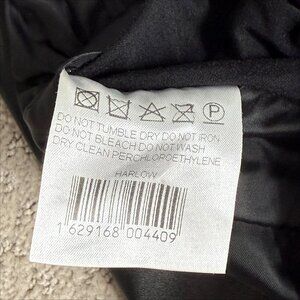 P
DO NOT TUMBLE DRY DO NOT IRON
DO NOT BLEACH DO NOT WASH
DRY CLEAN PERCHLOROETHYLENE
HARLOW
1 629168 004409